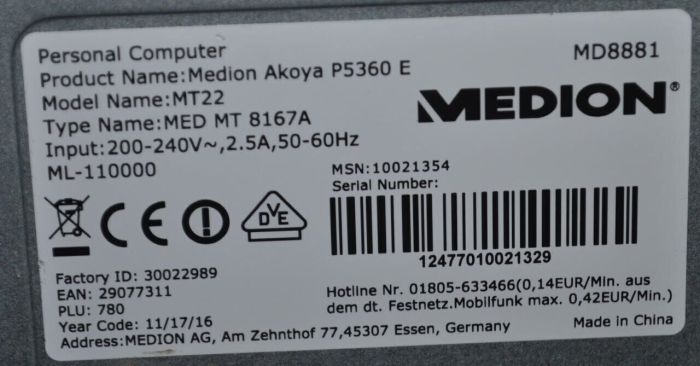 Personal Computer
MD8881
Product Name:Medion Akoya P5360 E
Model Name:MT22
MEDION®
Type Name:MED MT 8167A
Input:200-240V~,2.5A,50-60Hz
ML-110000
MSN:10021354
Serial Number:
CE
DVE
12477010021329
Factory ID: 30022989
EAN: 29077311
PLU: 780
Year Code: 11/17/16
Hotline Nr. 01805-633466(0,14EUR/Min. aus
dem dt. Festnetz.Mobilfunk max. 0,42EUR/Min.)
Address:MEDION AG, Am Zehnthof 77,45307 Essen, Germany
Made in China